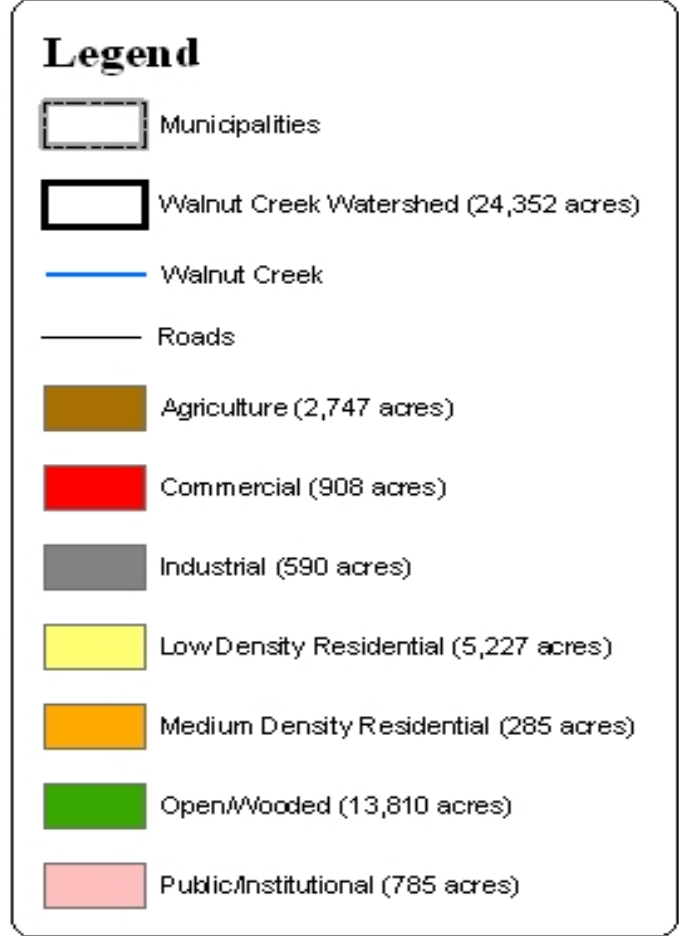 Legend
Municipalities
Walnut Creek Watershed (24,352 acres)
Walnut Creek
Roads
Agriculture (2,747 acres)
Commercial (908 acres)
Industrial (590 acres)
Low Density Residential (5,227 acres)
Medium Density Residential (285 acres)
Open/Wooded (13,810 acres)
Public/Institutional (785 acres)